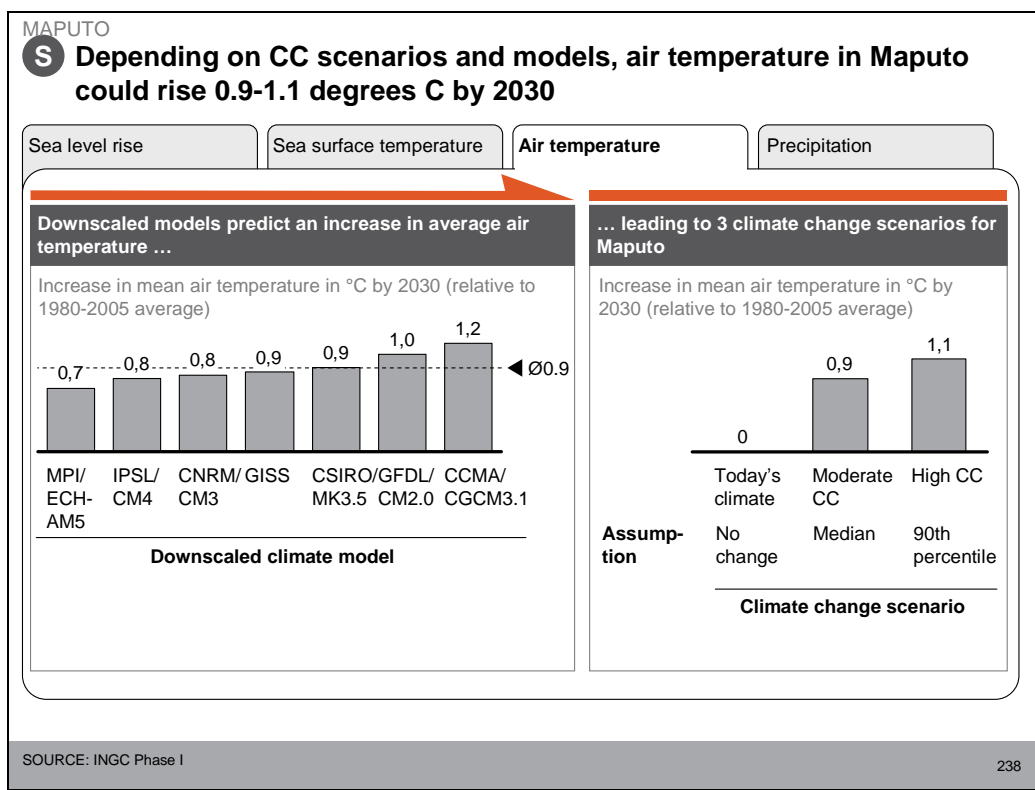 MAPUTO
S Depending on CC scenarios and models, air temperature in Maputo
could rise 0.9-1.1 degrees C by 2030
Sea level rise
Sea surface temperature
Air temperature
Precipitation
Downscaled models predict an increase in average air
temperature …
Increase in mean air temperature in °C by 2030 (relative to
1980-2005 average)
0,7
0,8
0,8
0,9
0,9
1,0
1,2
Ø0.9
MPI/
ECH-
AM5
IPSL/
CM4
CNRM/
CM3
GISS
CSIRO/
MK3.5
GFDL/
CM2.0
CCMA/
CGCM3.1
Downscaled climate model
… leading to 3 climate change scenarios for
Maputo
Increase in mean air temperature in °C by
2030 (relative to 1980-2005 average)
0
0,9
1,1
Today's
climate
Moderate
CC
High CC
Assump-
tion
No
change
Median
90th
percentile
Climate change scenario
SOURCE: INGC Phase I
238